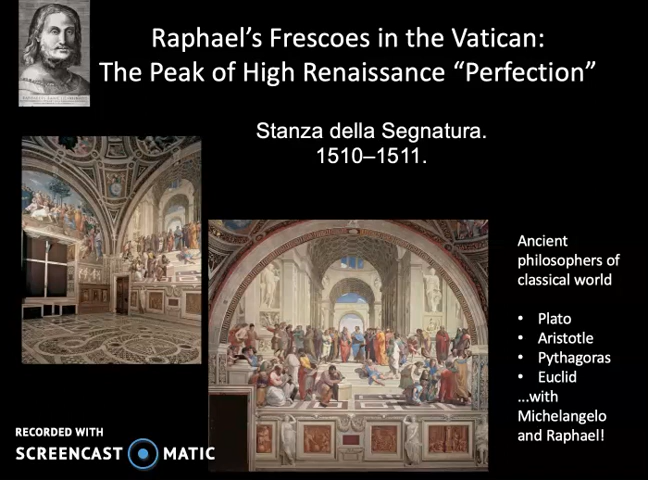 Raphael’s Frescoes in the Vatican:
The Peak of High Renaissance “Perfection”
Stanza della Segnatura.
1510–1511.
Ancient
philosophers of
classical world
• Plato
• Aristotle
• Pythagoras
• Euclid
...with
Michelangelo
and Raphael!
RECORDED WITH
SCREENCAST MATIC